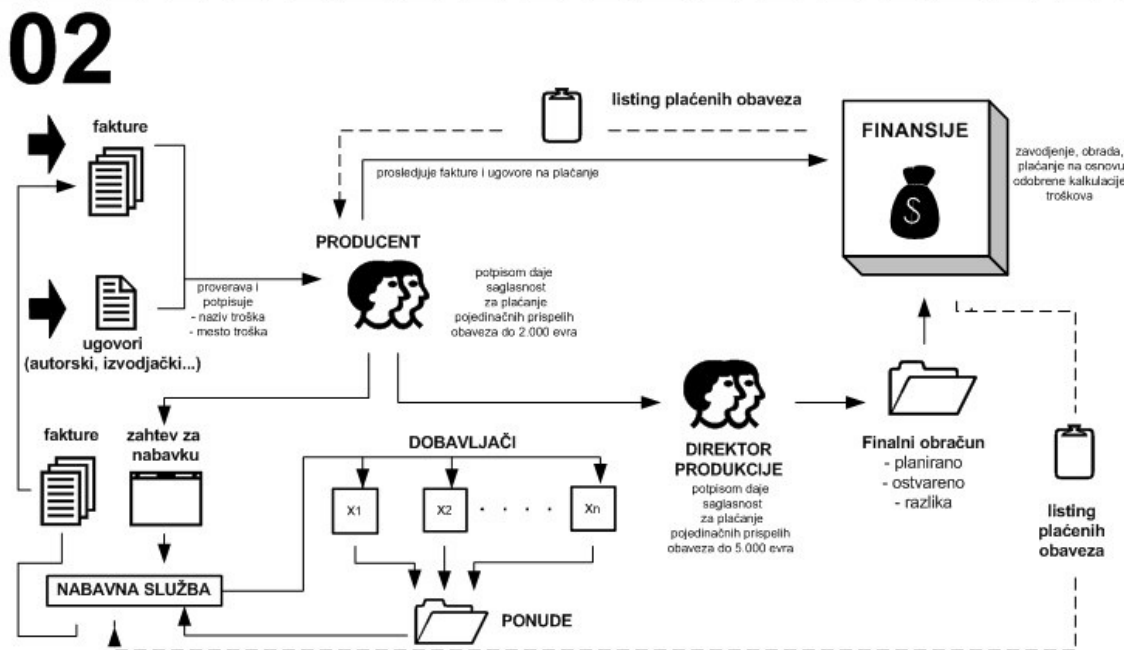 02
fakture
listing plaćenih obaveza
FINANSIJE
$
zavodjenje, obrada,
plaćanje na osnovu
odobrene kalkulacije
troškova
prosledjuje fakture i ugovore na plaćanje
PRODUCENT
potpisom daje
saglasnost
za plaćanje
pojedinačnih prispelih
obaveza do 2.000 evra
proverava i
potpisuje
- naziv troška
- mesto troška
ugovori
(autorski, izvodjački...)
fakture
zahtev za
nabavku
DOBAVLJAČI
X1
X2
. . . .
Xn
DIREKTOR
PRODUKCIJE
potpisom daje
saglasnost
za plaćanje
pojedinačnih prispelih
obaveza do 5.000 evra
Finalni obračun
- planirano
- ostvareno
- razlika
listing
plaćenih
obaveza
NABAVNA SLUŽBA
PONUDE